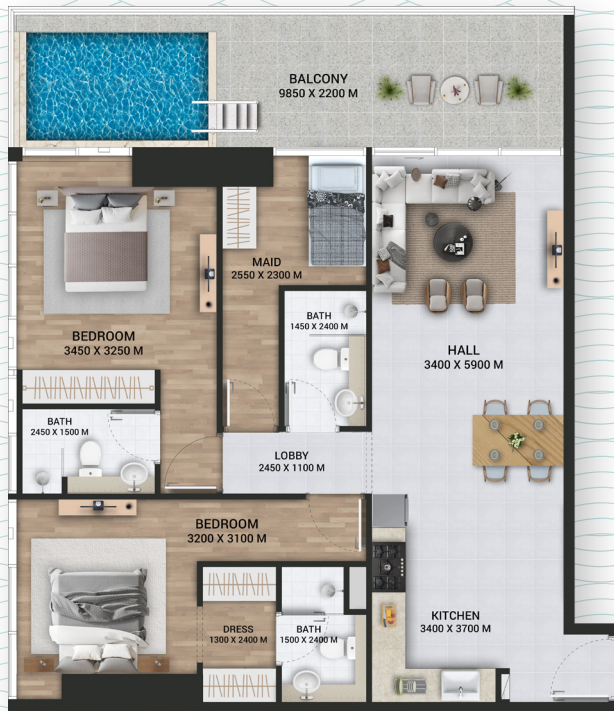 BALCONY
9850 X 2200 M
MAID
2550 X 2300 M
BATH
1450 X 2400 M
BEDROOM
3450 X 3250 M
HALL
3400 X 5900 M
BATH
2450 X 1500 M
LOBBY
2450 X 1100 M
BEDROOM
3200 X 3100 M
KITCHEN
3400 X 3700 M
DRESS
1300 X 2400 M
BATH
1500 X 2400 M